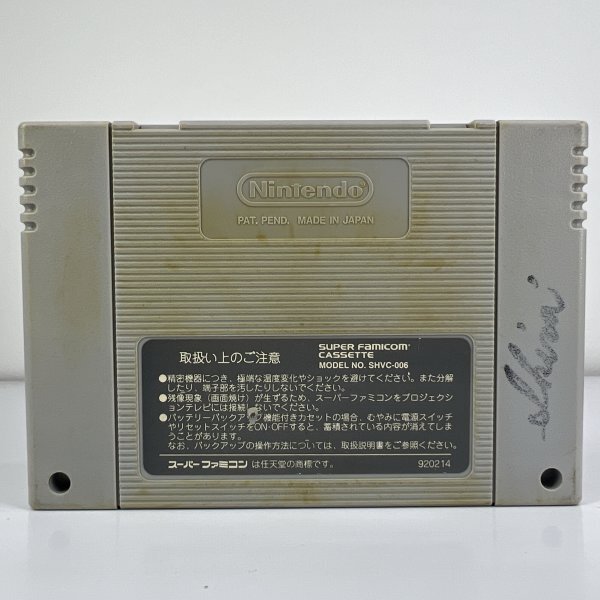 Nintendo
PAT. PEND. MADE IN JAPAN
取扱い上のご注意
SUPER FAMICOM
CASSETTE
MODEL NO. SHVC-006
●精密機器につき、極端な温度変化やショックを避けてください。また分解
したり、端子部を汚したりしないでください。
●残像現象(画面焼け)が生ずるため、スーパーファミコンをプロジェクシ
ョンテレビには接続しないでください。
●バッテリーバックアップ機能付きカセットの場合、むやみに電源スイッチ
やリセットスイッチをON・OFFすると、蓄積されている内容が消えてしま
うことがあります。
なお、バックアップの操作方法については、取扱説明書をご参照ください。
スーパーファミコン は任天堂の商標です。 920214